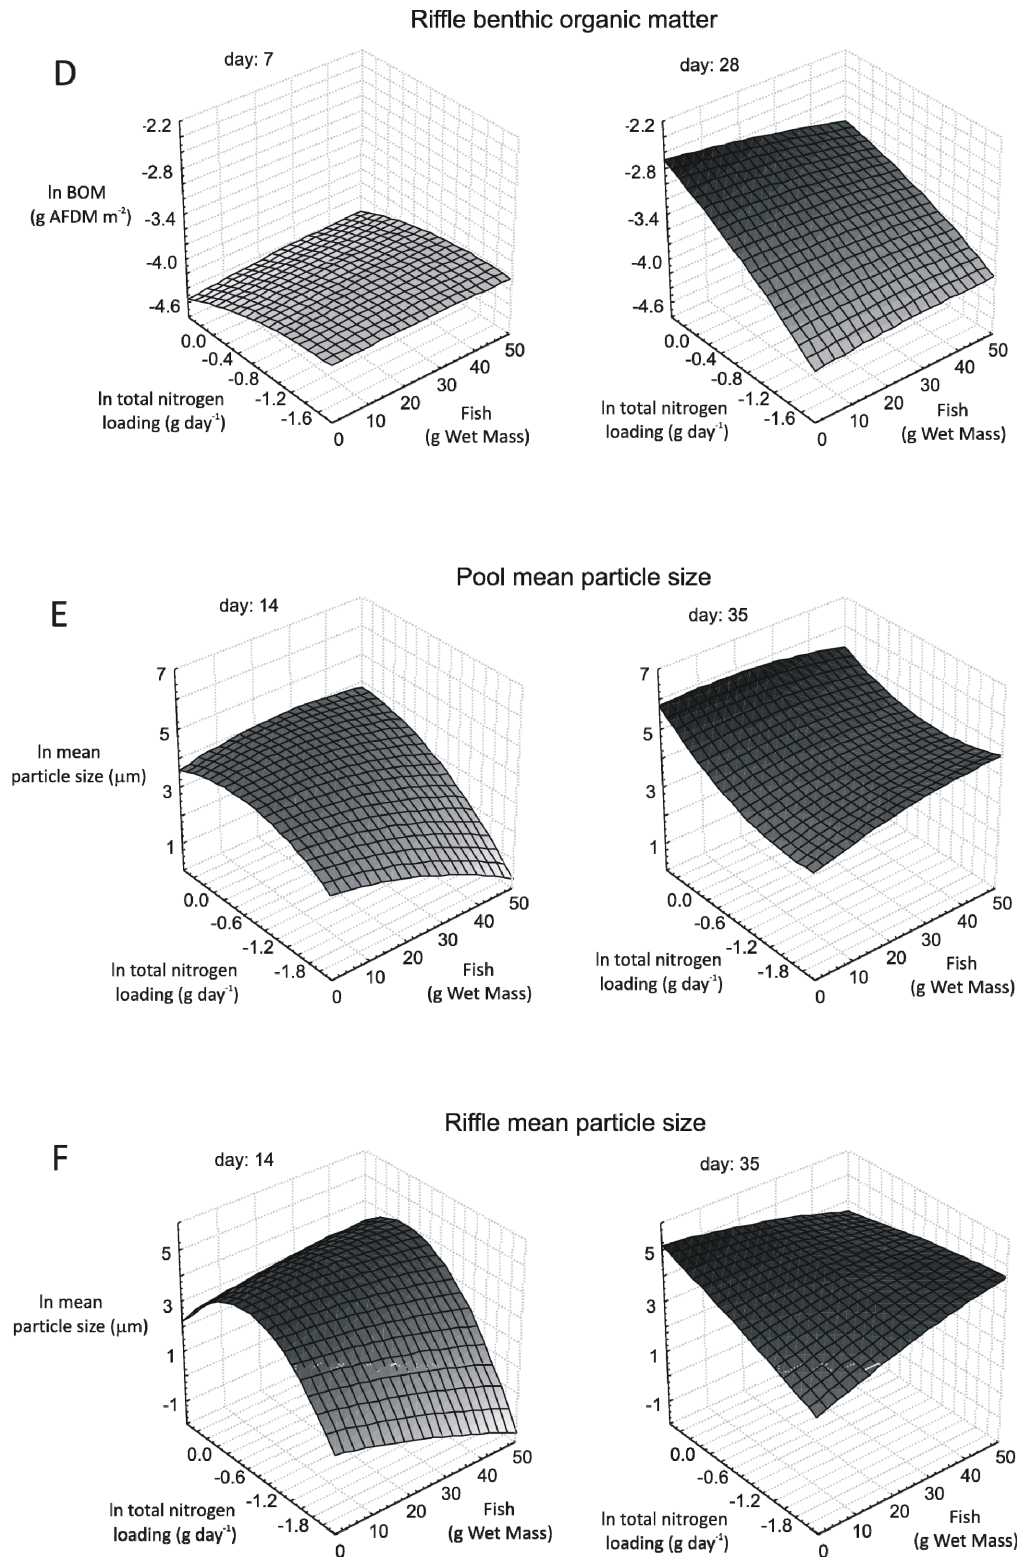 Riffle benthic organic matter
D
day: 7
day: 28
-2.2
-2.8
-3.4
-4.0
-4.6
ln BOM
(g AFDM m⁻²)
0.0
-0.4
-0.8
-1.2
-1.6
ln total nitrogen
loading (g day⁻¹)
0
10
20
30
40
50
Fish
(g Wet Mass)
-2.2
-2.8
-3.4
-4.0
-4.6
0.0
-0.4
-0.8
-1.2
-1.6
ln total nitrogen
loading (g day⁻¹)
0
10
20
30
40
50
Fish
(g Wet Mass)
Pool mean particle size
E
day: 14
day: 35
7
5
3
1
ln mean
particle size (μm)
0.0
-0.6
-1.2
-1.8
ln total nitrogen
loading (g day⁻¹)
0
10
20
30
40
50
Fish
(g Wet Mass)
7
5
3
1
0.0
-0.6
-1.2
-1.8
ln total nitrogen
loading (g day⁻¹)
0
10
20
30
40
50
Fish
(g Wet Mass)
Riffle mean particle size
F
day: 14
day: 35
5
3
1
-1
ln mean
particle size (μm)
0.0
-0.6
-1.2
-1.8
ln total nitrogen
loading (g day⁻¹)
0
10
20
30
40
50
Fish
(g Wet Mass)
5
3
1
-1
0.0
-0.6
-1.2
-1.8
ln total nitrogen
loading (g day⁻¹)
0
10
20
30
40
50
Fish
(g Wet Mass)